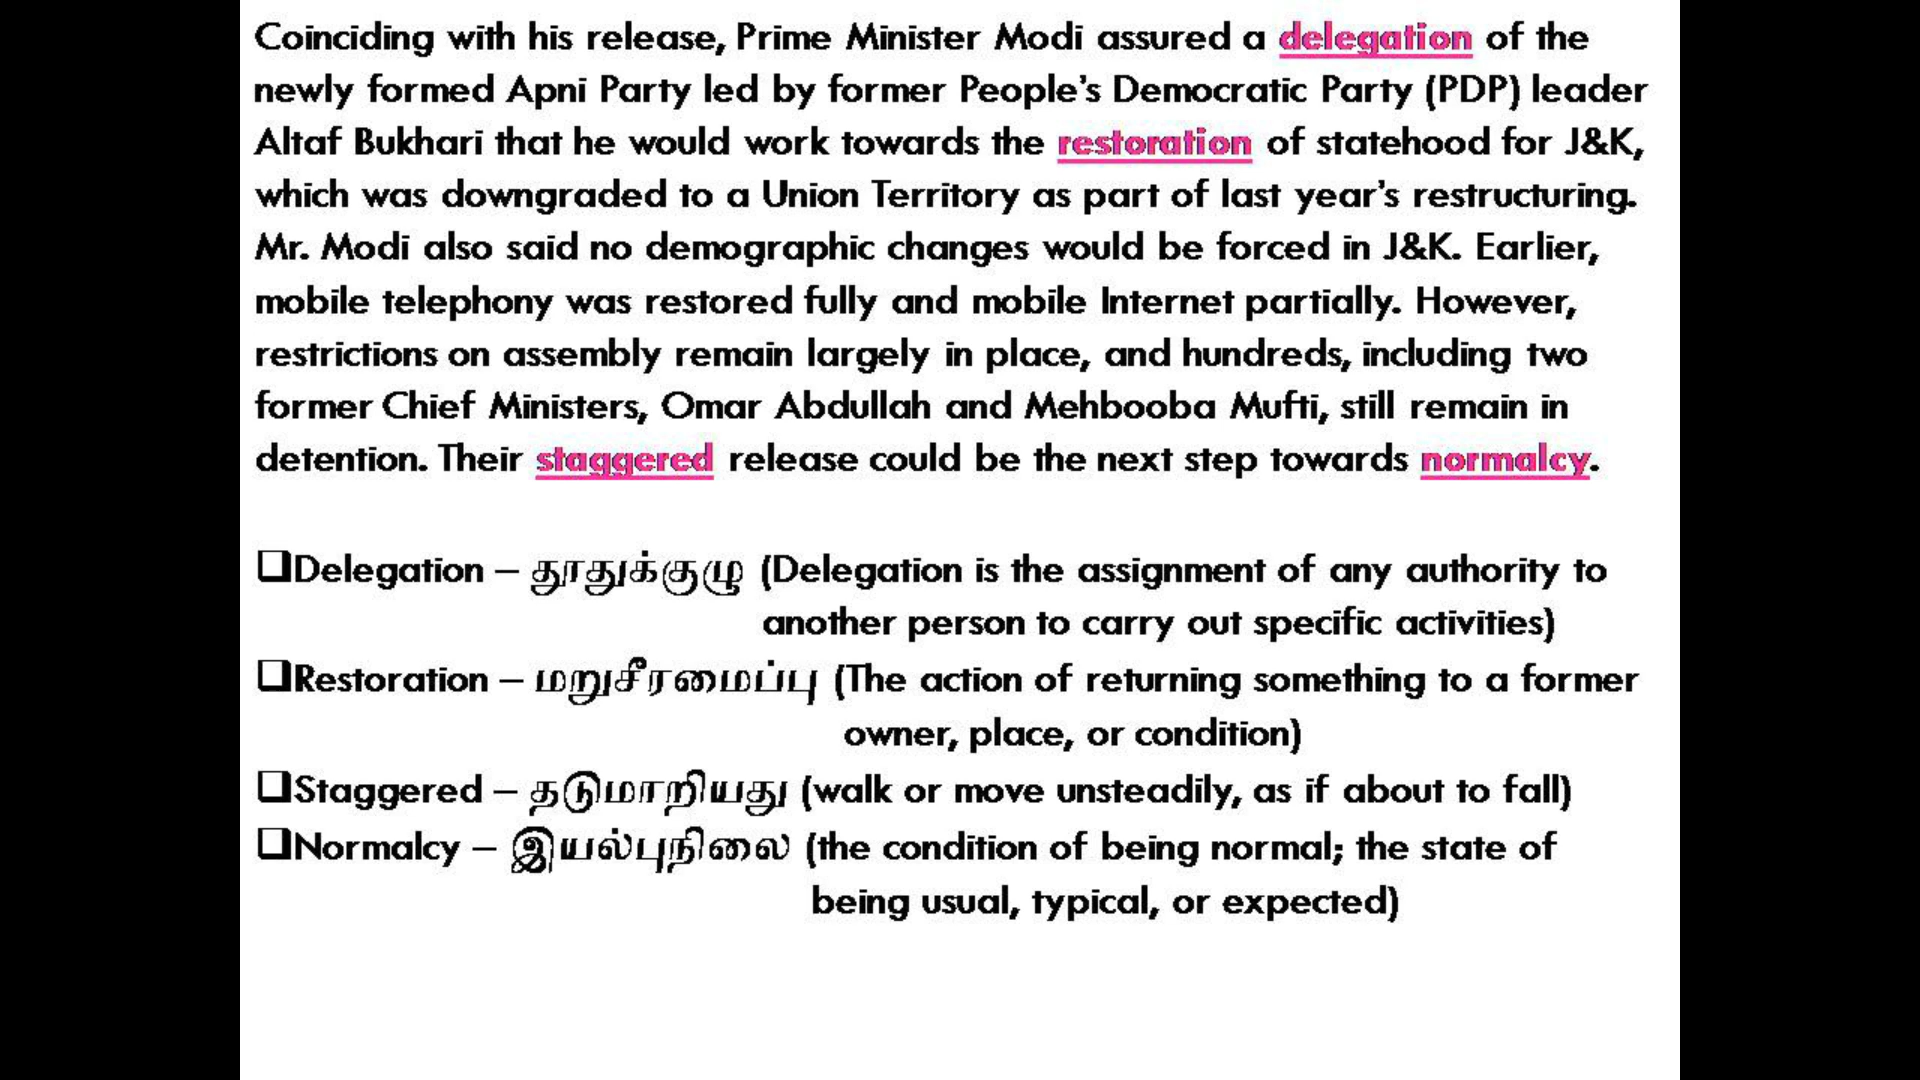 Coinciding with his release, Prime Minister Modi assured a delegation of the
newly formed Apni Party led by former People's Democratic Party (PDP) leader
Altaf Bukhari that he would work towards the restoration of statehood for J&K,
which was downgraded to a Union Territory as part of last year's restructuring.
Mr. Modi also said no demographic changes would be forced in J&K. Earlier,
mobile telephony was restored fully and mobile Internet partially. However,
restrictions on assembly remain largely in place, and hundreds, including two
former Chief Ministers, Omar Abdullah and Mehbooba Mufti, still remain in
detention. Their staggered release could be the next step towards normalcy.
❑Delegation – தூதுக்குழு (Delegation is the assignment of any authority to
another person to carry out specific activities)
❑Restoration – மறுசீரமைப்பு (The action of returning something to a former
owner, place, or condition)
❑Staggered – தடுமாறியது (walk or move unsteadily, as if about to fall)
❑Normalcy – இயல்புநிலை (the condition of being normal; the state of
being usual, typical, or expected)